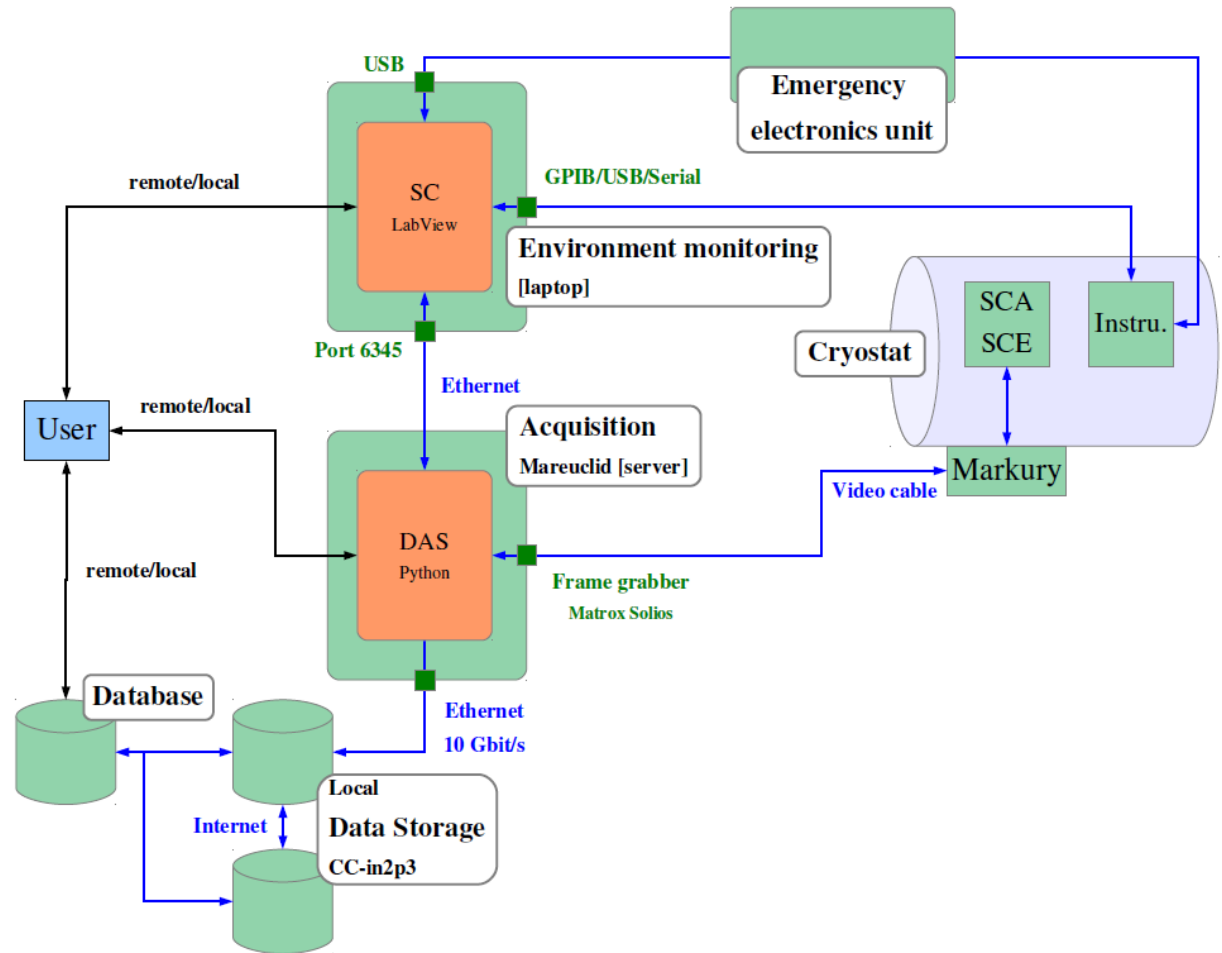 USB
Emergency
electronics unit
remote/local
SC
LabView
GPIB/USB/Serial
Environment monitoring
[laptop]
SCA
SCE
Instru.
Cryostat
Port 6345
Ethernet
User
remote/local
Acquisition
Mareuclid [server]
Markury
Video cable
DAS
Python
remote/local
Frame grabber
Matrox Solios
Database
Ethernet
10 Gbit/s
Local
Internet
Data Storage
CC-in2p3